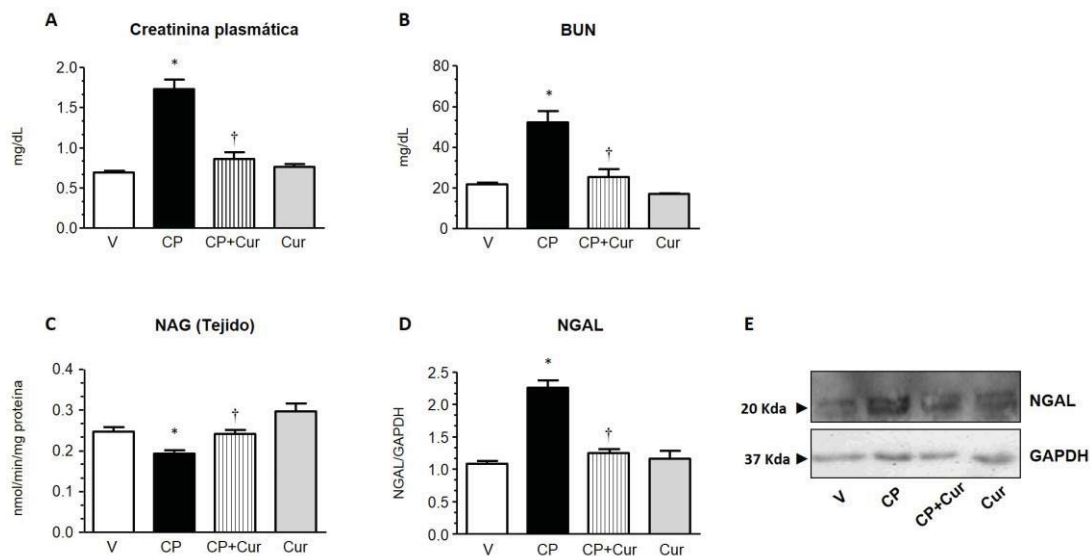 A
Creatinina plasmática
mg/dL
2.0
1.5
1.0
0.5
0.0
*
†
V CP CP+Cur Cur
B
BUN
mg/dL
80
60
40
20
0
*
†
V CP CP+Cur Cur
C
NAG (Tejido)
nmol/min/mg proteína
0.4
0.3
0.2
0.1
0.0
*
†
V CP CP+Cur Cur
D
NGAL
NGAL/GAPDH
2.5
2.0
1.5
1.0
0.5
0.0
*
†
V CP CP+Cur Cur
E
20 Kda NGAL
37 Kda GAPDH
V CP CP+Cur Cur